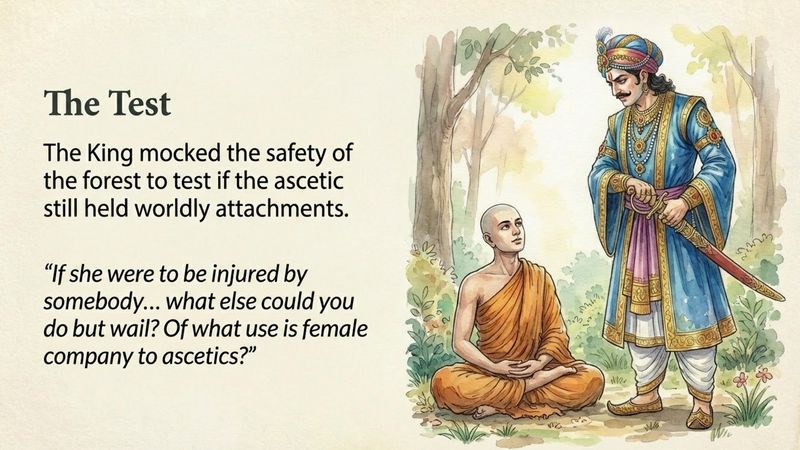 The Test
The King mocked the safety of
the forest to test if the ascetic
still held worldly attachments.
“If she were to be injured by
somebody... what else could you
do but wail? Of what use is female
company to ascetics?”